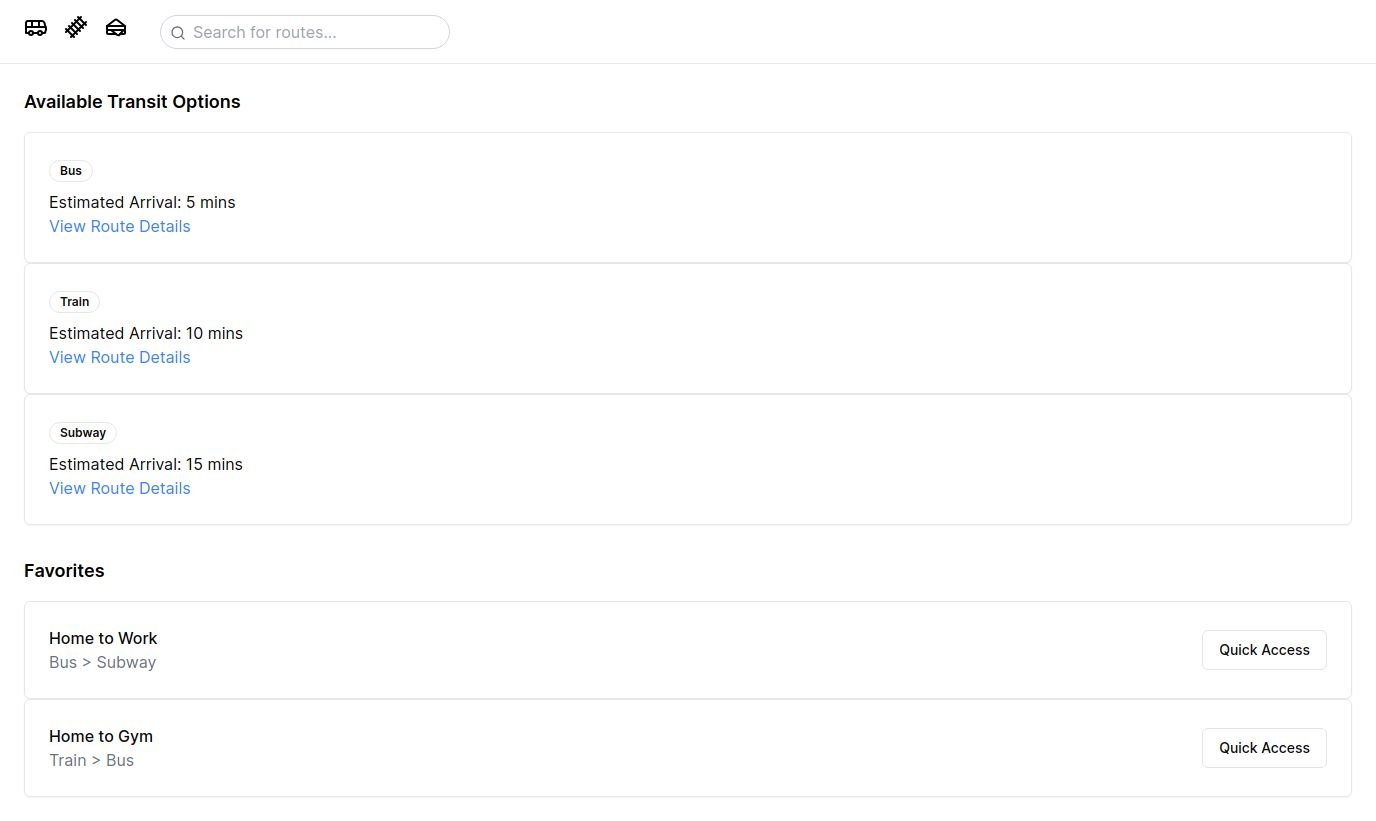 Search for routes...
Available Transit Options
Bus
Estimated Arrival: 5 mins
View Route Details
Train
Estimated Arrival: 10 mins
View Route Details
Subway
Estimated Arrival: 15 mins
View Route Details
Favorites
Home to Work
Bus > Subway
Quick Access
Home to Gym
Train > Bus
Quick Access